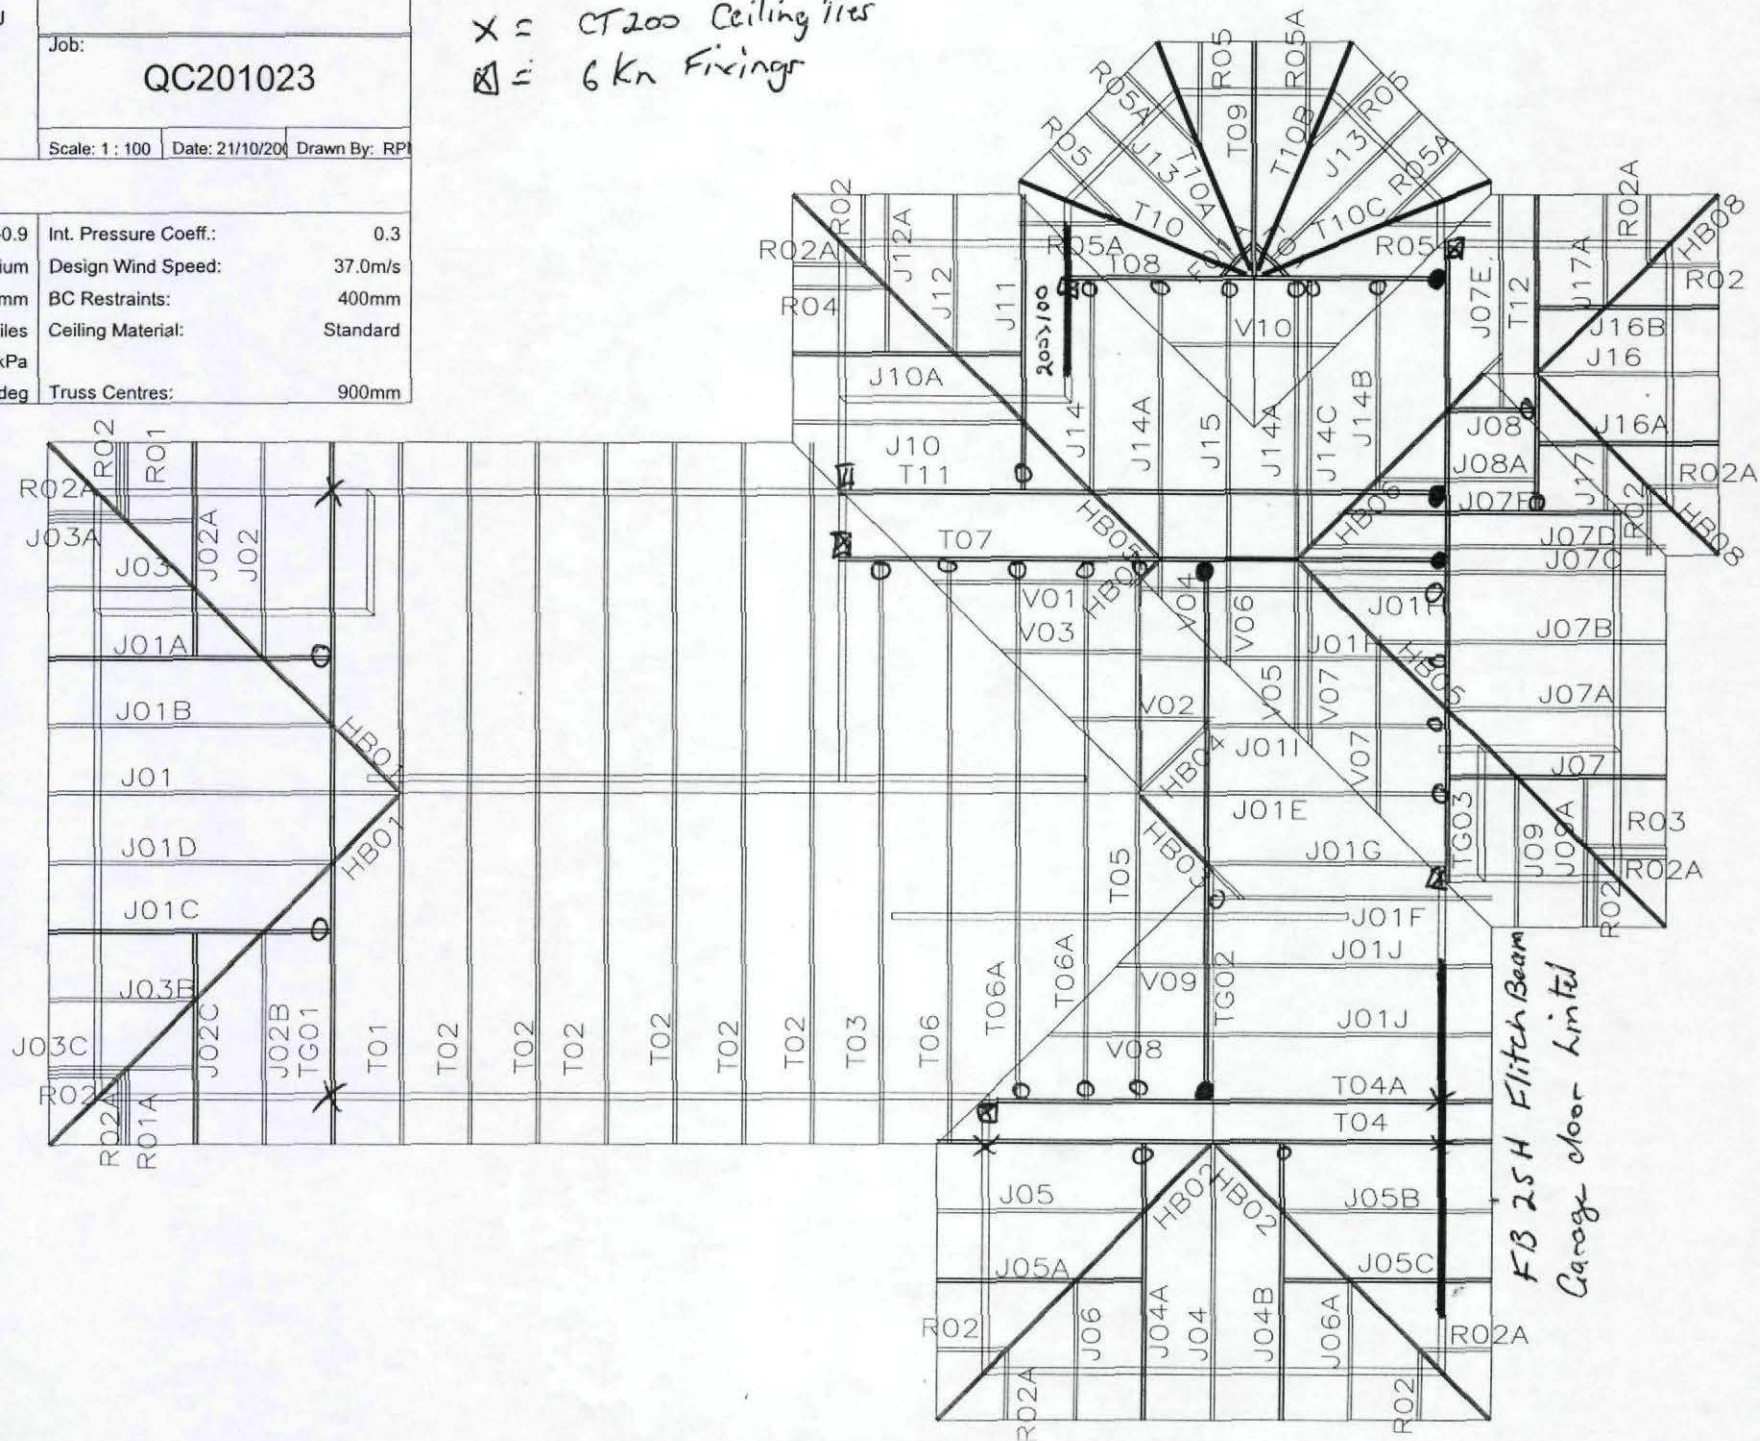 J
Job:
QC201023
Scale: 1 : 100 Date: 21/10/200 Drawn By: RPI
0.9 Int. Pressure Coeff.: 0.3
ium Design Wind Speed: 37.0m/s
mm BC Restraints: 400mm
iles Ceiling Material: Standard
kPa
deg Truss Centres: 900mm
X = CT200 Ceiling Ties
= 6 Kn Fixings
R05 R05A
R05A T09 T10B R05
R05 J13 T10A J13 R05A
T10 T10C
R05A T08 R05
V10
200x100
R02 J12A J12 J11
R02A
R04
J10A
J10
T11
J14 J14A J15 J14A J14C J14B
J07E T12 J17A R02A HB08
R02
J16B
J16
J08 J16A
J08A R02A
J07F J17 R02 HB08
HB05 HB06 J07D
T07 J07C
R02 R01
R02A
J03A J02A J02
J03
J01A
J01B
HB01
J01
J01D
HB01
J01C
J03B
J03C J02C J02B TG01 T01 T02 T02 T02 T02 T02 T02 T03 T06 T06A T06A T05
R02
R02A R01A
V01 V04 V06
V03
J07B
HB05
V05 V07 J07A
V02
HB04 J01I V07 J07
J01E TG03 J09 J09A R03
HB03 J01G R02A
R02
J01F
J01J
V09 TG02
J01J
V08
T04A
T04
J05 HB02 HB02 J05B
J05A J05C
R02 J06 J04A J04 J04B J06A R02A
R02A R02
FB 25H Flitch Beam
Garage door Lintel